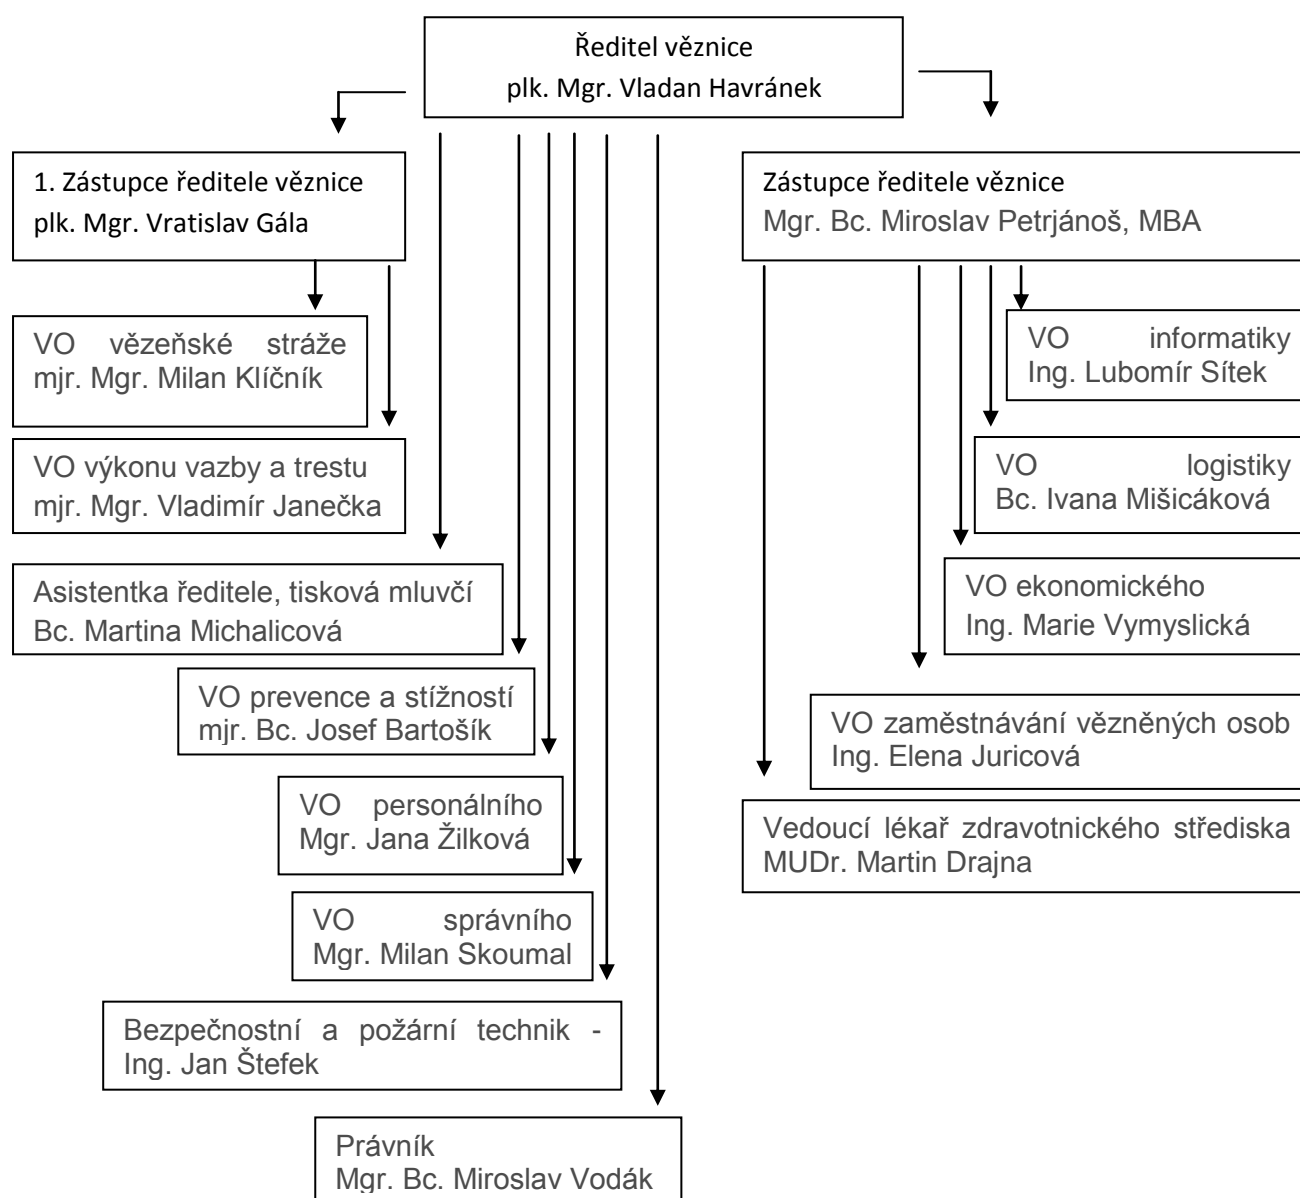 Ředitel věznice
plk. Mgr. Vladan Havránek
1. Zástupce ředitele věznice
plk. Mgr. Vratislav Gála
Zástupce ředitele věznice
Mgr. Bc. Miroslav Petrjánoš, MBA
VO vězeňské stráže
mjr. Mgr. Milan Klíčník
VO informatiky
Ing. Lubomír Sítek
VO výkonu vazby a trestu
mjr. Mgr. Vladimír Janečka
VO logistiky
Bc. Ivana Mišicáková
Asistentka ředitele, tisková mluvčí
Bc. Martina Michalicová
VO ekonomického
Ing. Marie Vymyslická
VO prevence a stížností
mjr. Bc. Josef Bartošík
VO zaměstnávání vězněných osob
Ing. Elena Juricová
VO personálního
Mgr. Jana Žilková
Vedoucí lékař zdravotnického střediska
MUDr. Martin Drajna
VO správního
Mgr. Milan Skoumal
Bezpečnostní a požární technik -
Ing. Jan Štefek
Právník
Mgr. Bc. Miroslav Vodák